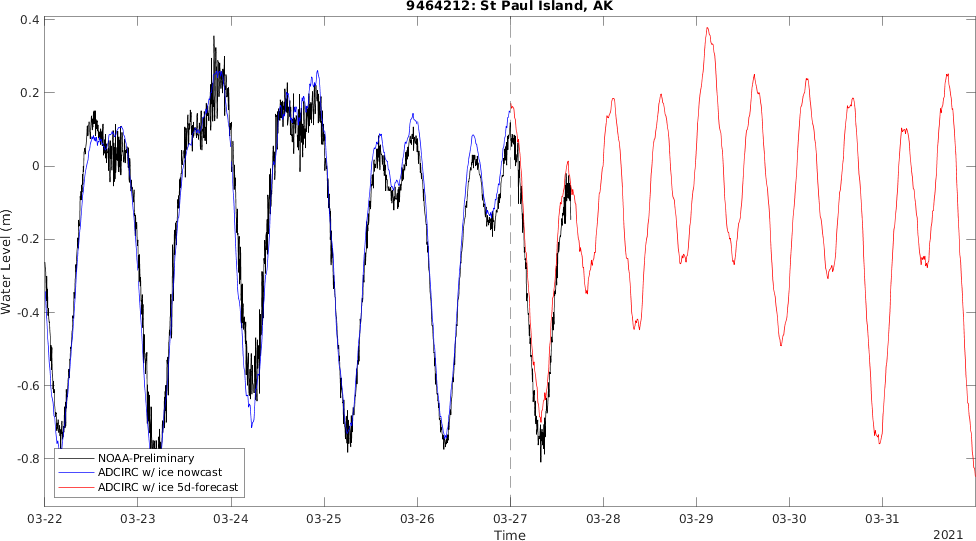 9464212: St Paul Island, AK
0.4
0.2
0
-0.2
-0.4
-0.6
-0.8
Water Level (m)
NOAA-Preliminary
ADCIRC w/ ice nowcast
ADCIRC w/ ice 5d-forecast
03-22 03-23 03-24 03-25 03-26 03-27 03-28 03-29 03-30 03-31
Time
2021